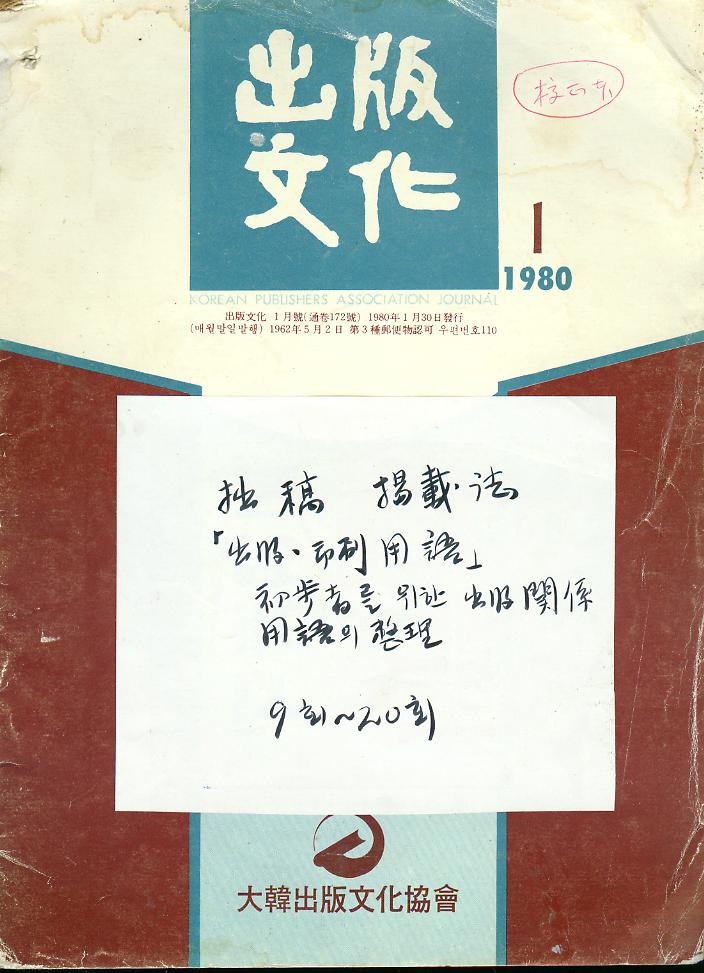 出版
文化
校正本
1
1980
KOREAN PUBLISHERS ASSOCIATION JOURNAL
出版文化 1月號(通卷172號) 1980年1月30日發行
(매월말일발행) 1962年5月2日 第3種郵便物認可 우편번호110
拙稿 揭載誌
「出版、印刷 用語」
初步者를 위한 出版 関係
用語의 整理
9회~20회
大韓出版文化協會